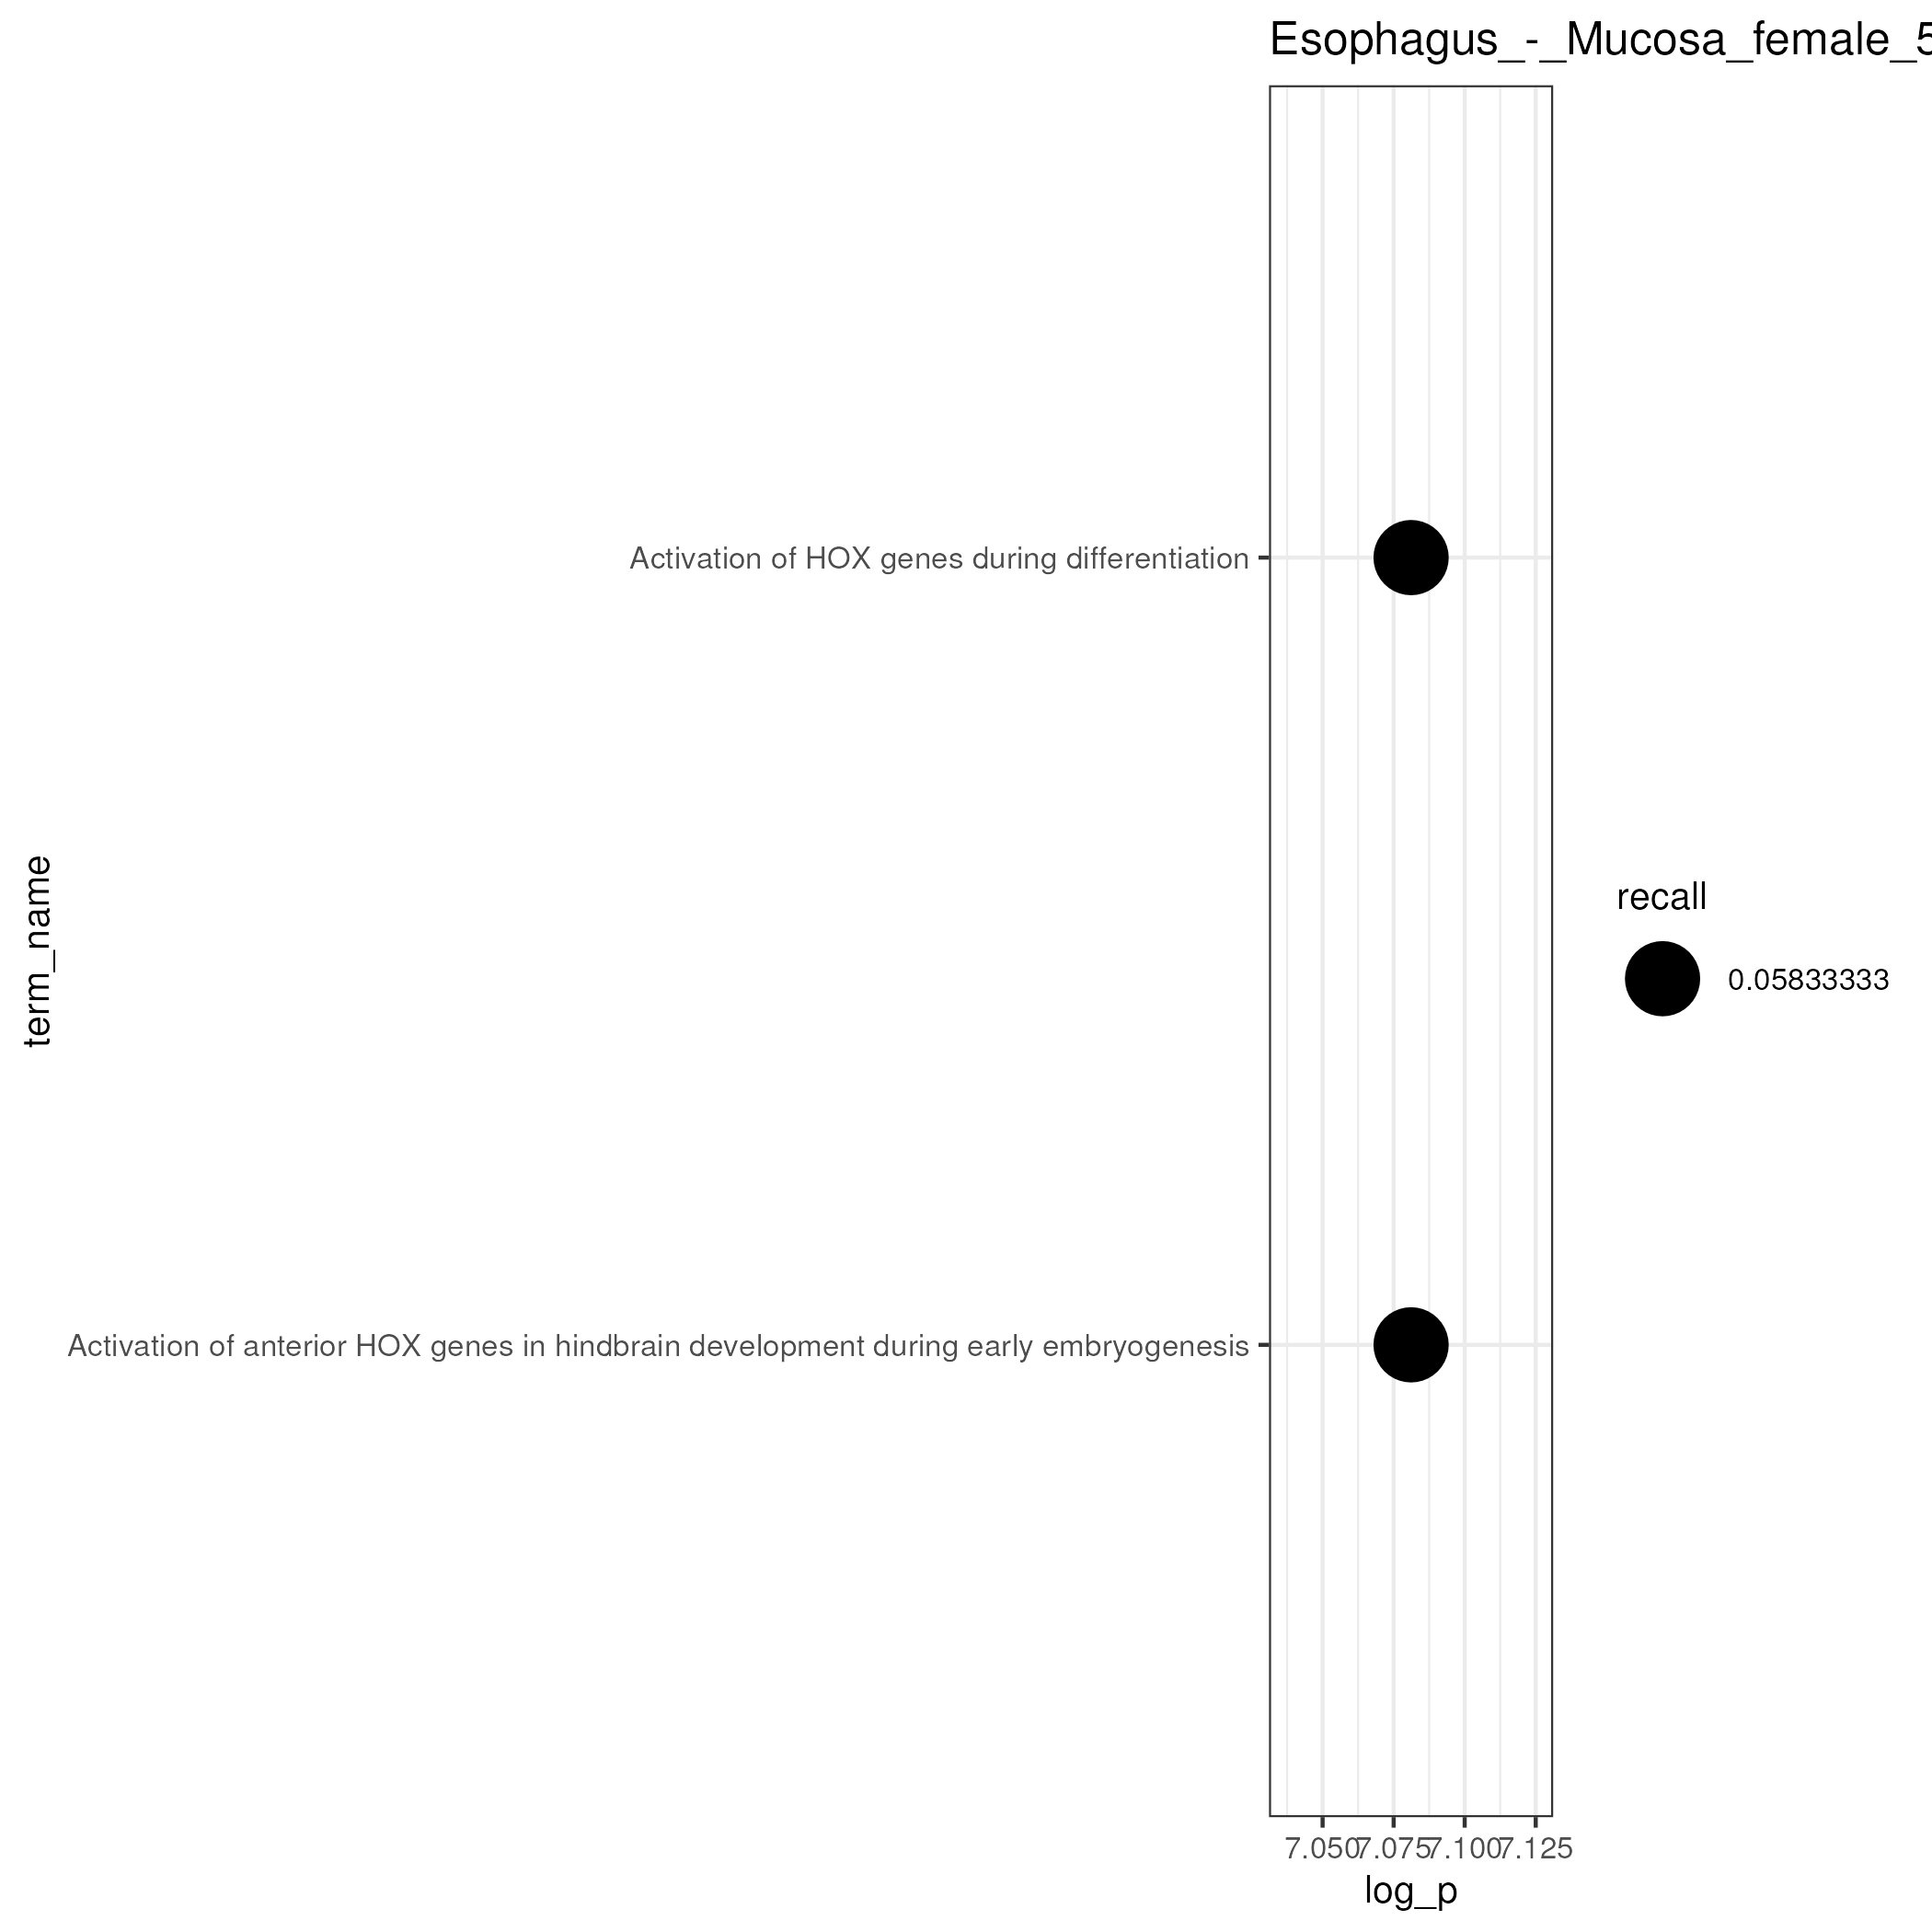 Esophagus_-_Mucosa_female_5
Activation of HOX genes during differentiation
term_name
recall
0.05833333
Activation of anterior HOX genes in hindbrain development during early embryogenesis
7.050 7.075 7.100 7.125
log_p